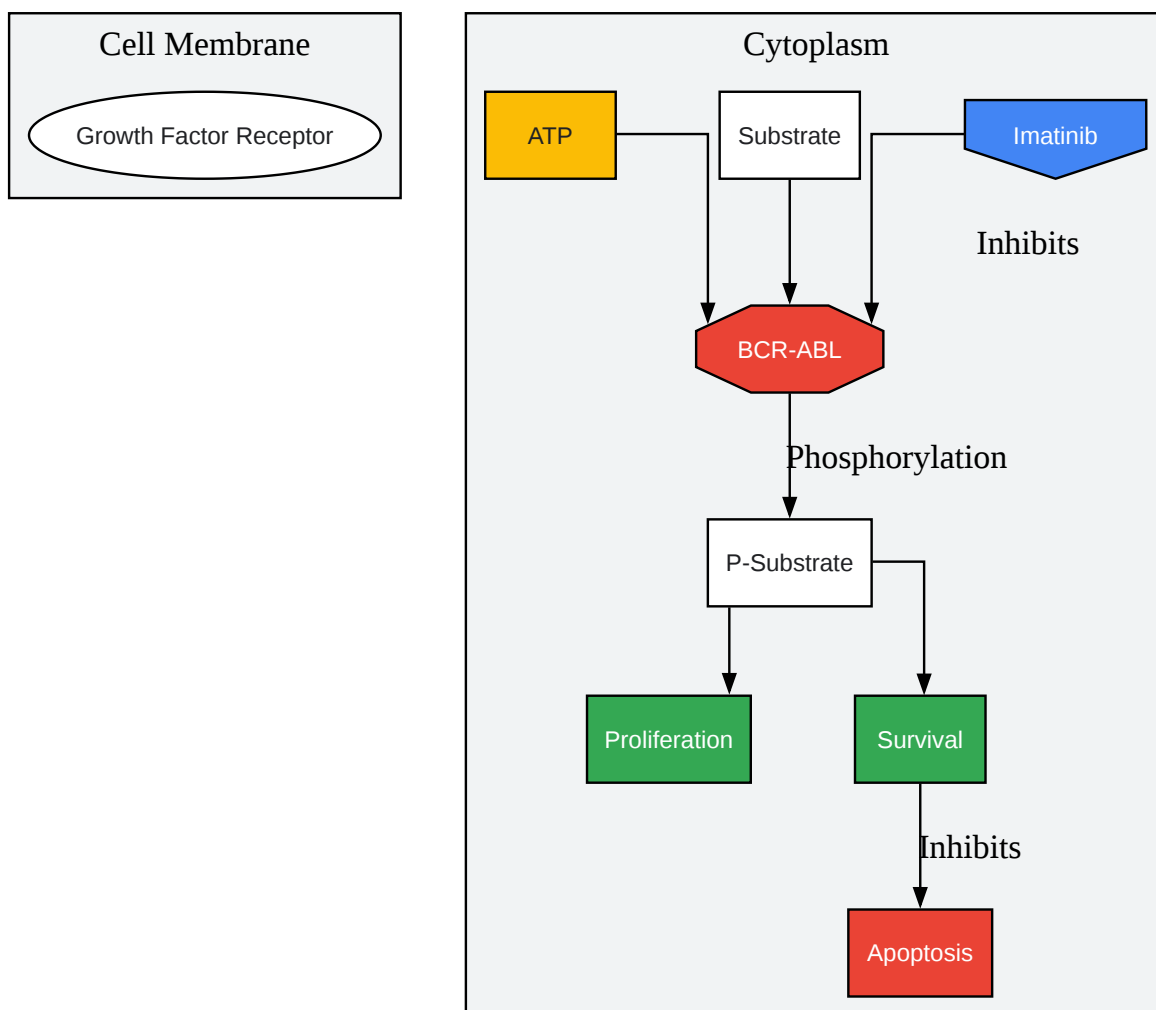 Cell Membrane
Growth Factor Receptor
Cytoplasm
ATP
Substrate
Imatinib
Inhibits
BCR-ABL
Phosphorylation
P-Substrate
Proliferation
Survival
Inhibits
Apoptosis